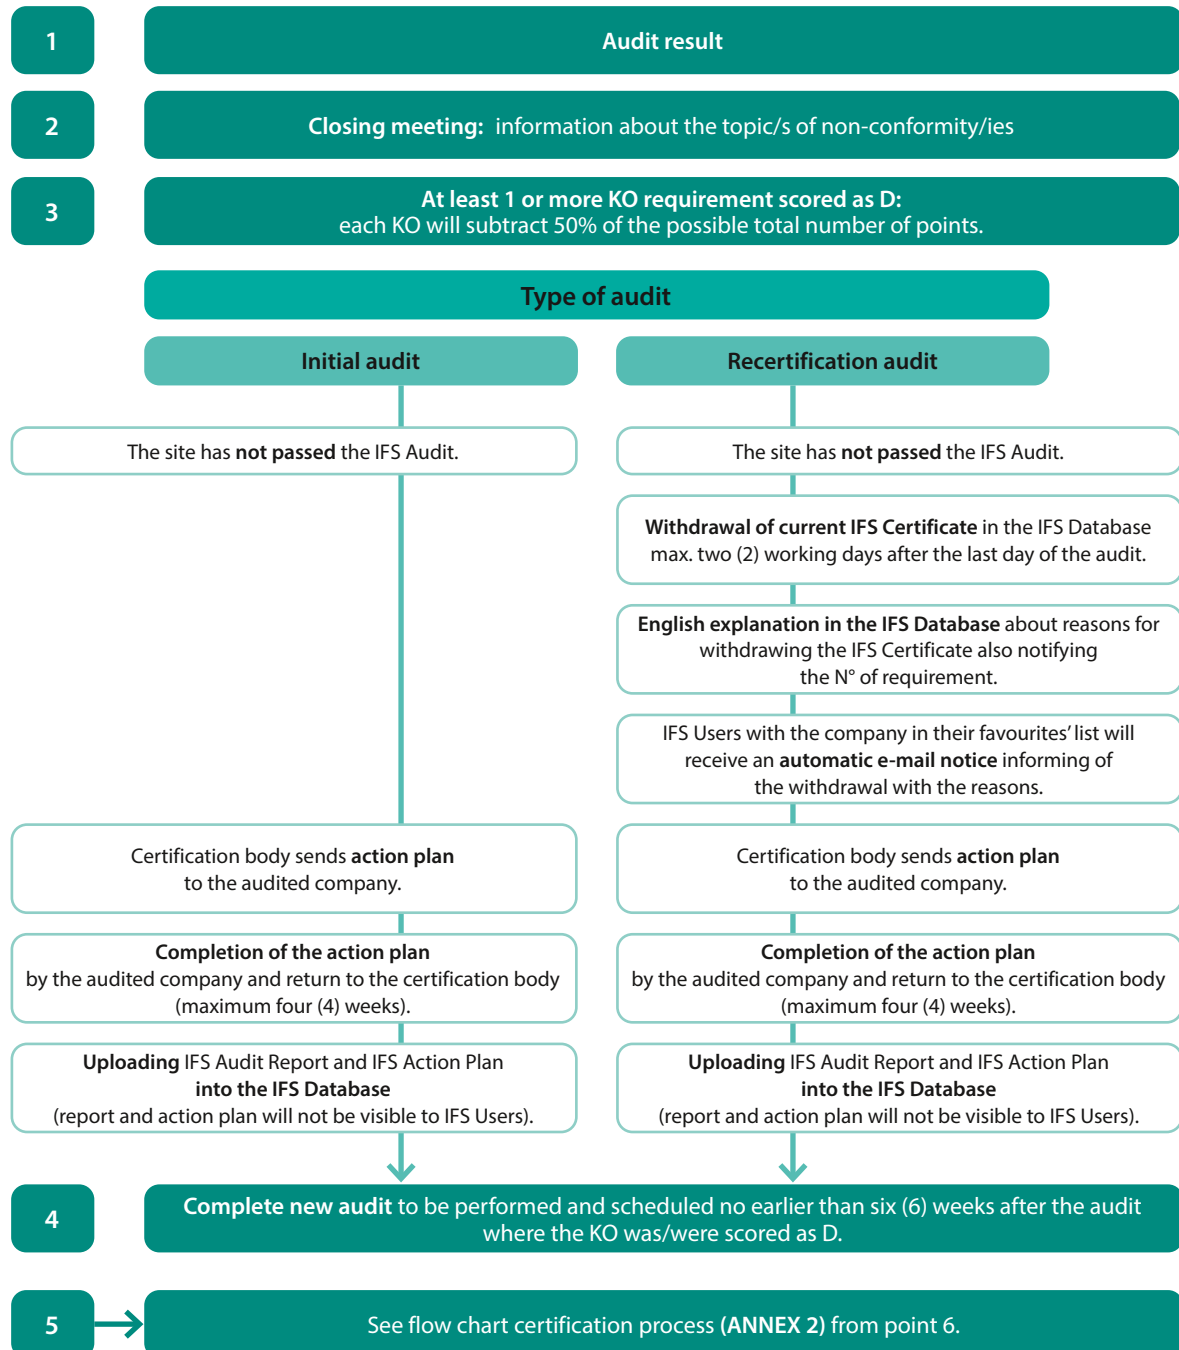 1
Audit result
2
Closing meeting: information about the topic/s of non-conformity/ies
3
At least 1 or more KO requirement scored as D:
each KO will subtract 50% of the possible total number of points.
Type of audit
Initial audit
Recertification audit
The site has not passed the IFS Audit.
The site has not passed the IFS Audit.
Withdrawal of current IFS Certificate in the IFS Database
max. two (2) working days after the last day of the audit.
English explanation in the IFS Database about reasons for
withdrawing the IFS Certificate also notifying
the N° of requirement.
IFS Users with the company in their favourites’ list will
receive an automatic e-mail notice informing of
the withdrawal with the reasons.
Certification body sends action plan
to the audited company.
Certification body sends action plan
to the audited company.
Completion of the action plan
by the audited company and return to the certification body
(maximum four (4) weeks).
Completion of the action plan
by the audited company and return to the certification body
(maximum four (4) weeks).
Uploading IFS Audit Report and IFS Action Plan
into the IFS Database
(report and action plan will not be visible to IFS Users).
Uploading IFS Audit Report and IFS Action Plan
into the IFS Database
(report and action plan will not be visible to IFS Users).
4
Complete new audit to be performed and scheduled no earlier than six (6) weeks after the audit
where the KO was/were scored as D.
5
See flow chart certification process (ANNEX 2) from point 6.